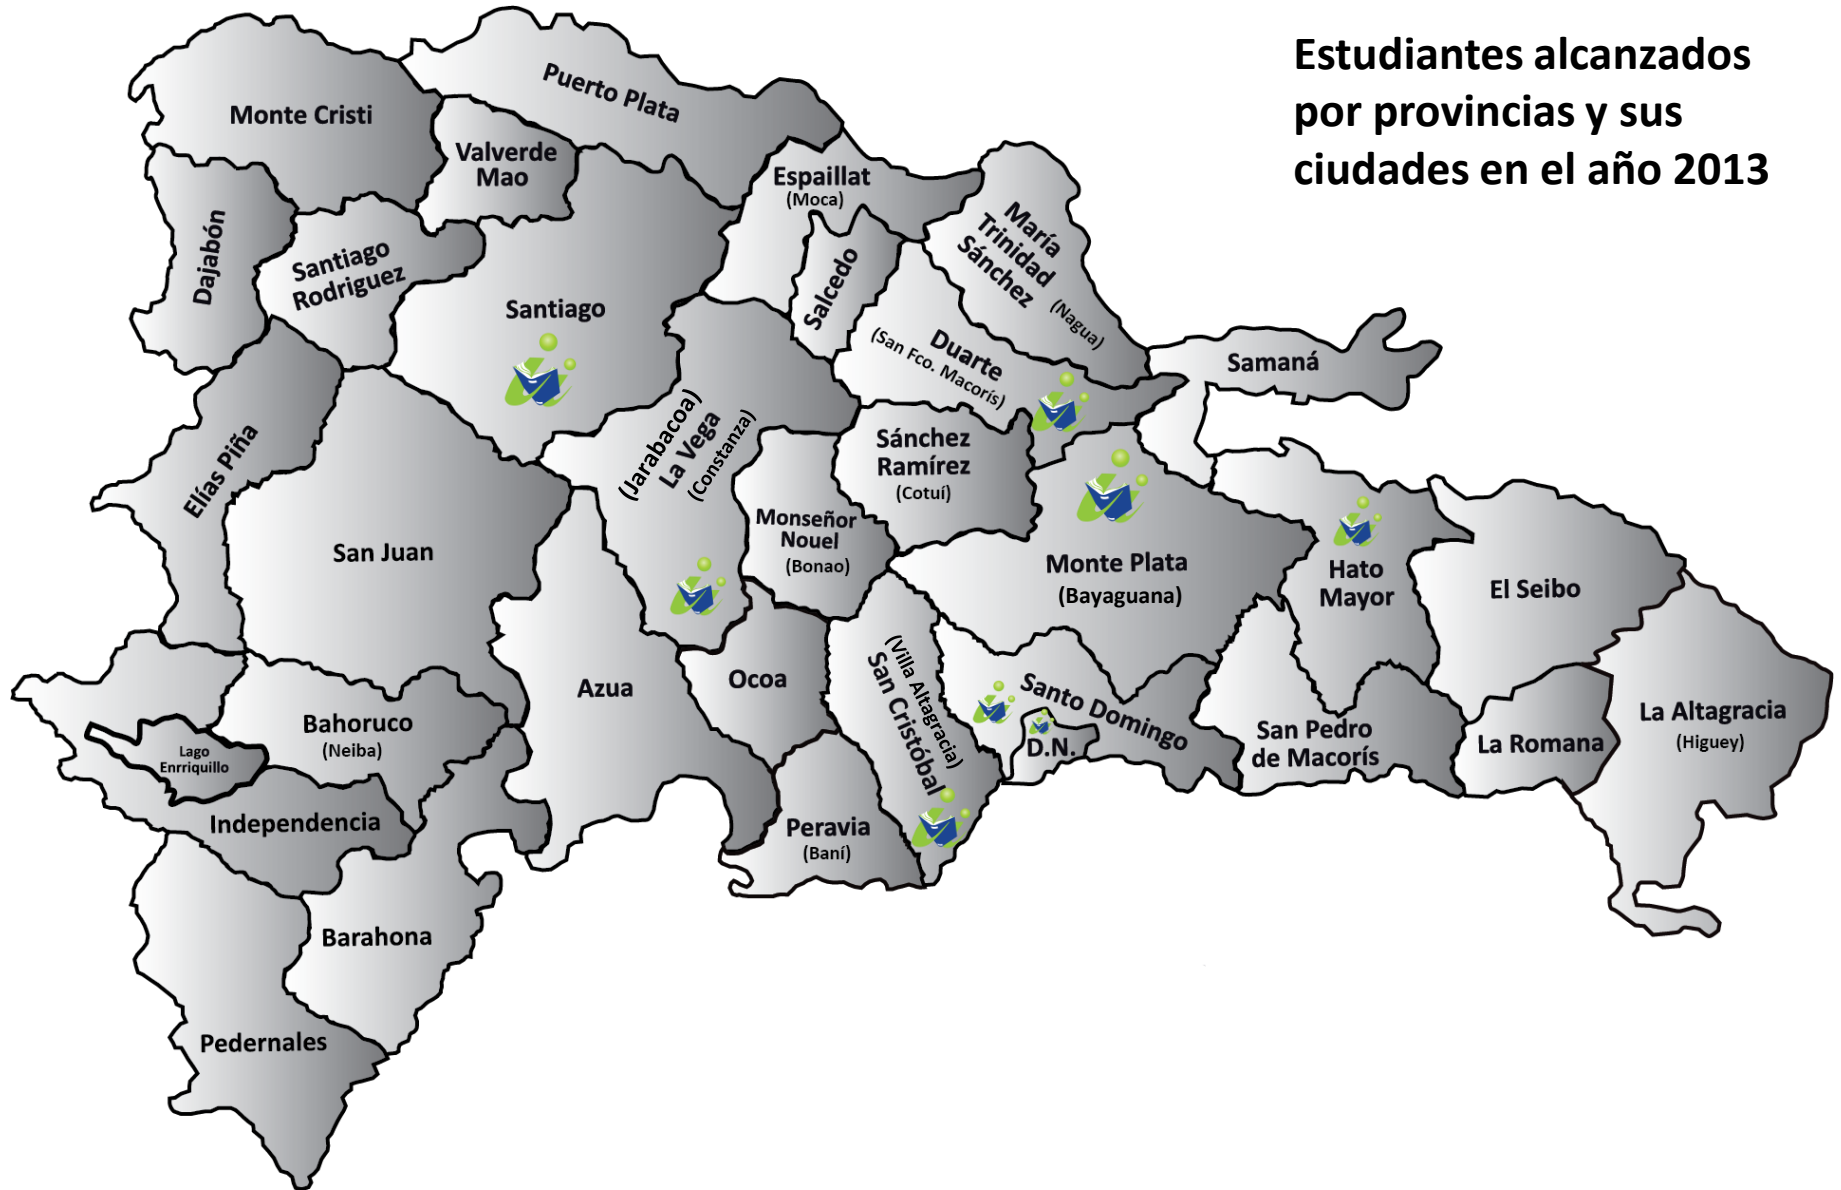 Estudiantes alcanzados
por provincias y sus
ciudades en el año 2013
Puerto Plata
Monte Cristi
Valverde
Mao
Espaillat
(Moca)
María
Trinidad
Sánchez
(Nagua)
Dajabón
Santiago
Rodriguez
Salcedo
Santiago
Duarte
(San Fco. Macorís)
Samaná
Elías Piña
(Jarabacoa)
La Vega
(Constanza)
Sánchez
Ramírez
(Cotuí)
San Juan
Monseñor
Nouel
(Bonao)
Monte Plata
(Bayaguana)
Hato
Mayor
El Seibo
Azua
Ocoa
(Villa Altagracia)
San Cristóbal
Santo Domingo
D.N.
San Pedro
de Macorís
La Romana
La Altagracia
(Higuey)
Bahoruco
(Neiba)
Lago
Enrriquillo
Independencia
Peravia
(Baní)
Barahona
Pedernales